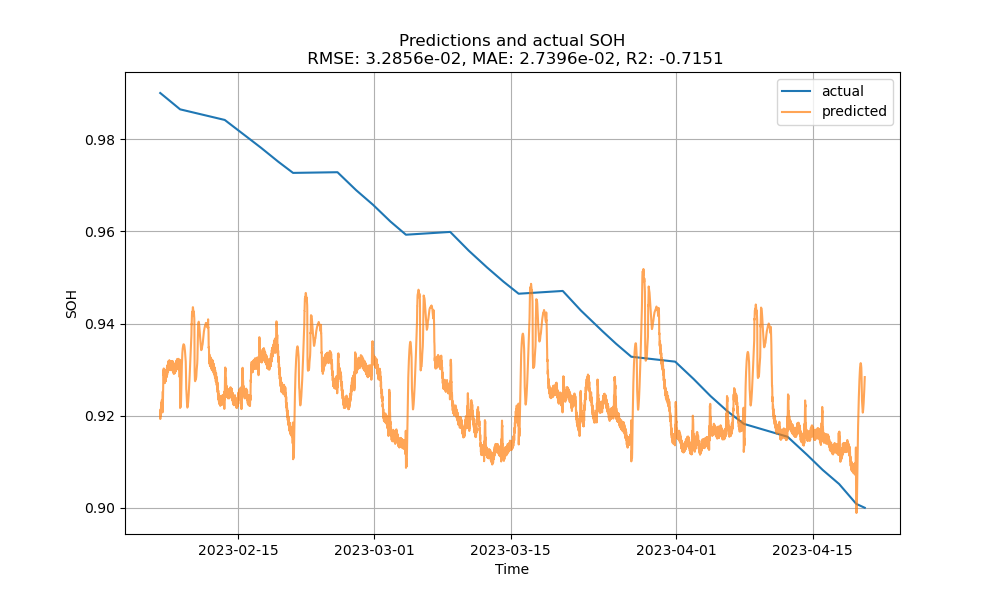 Predictions and actual SOH
RMSE: 3.2856e-02, MAE: 2.7396e-02, R2: -0.7151
actual
predicted
0.98
0.96
0.94
0.92
0.90
SOH
2023-02-15
2023-03-01
2023-03-15
2023-04-01
2023-04-15
Time